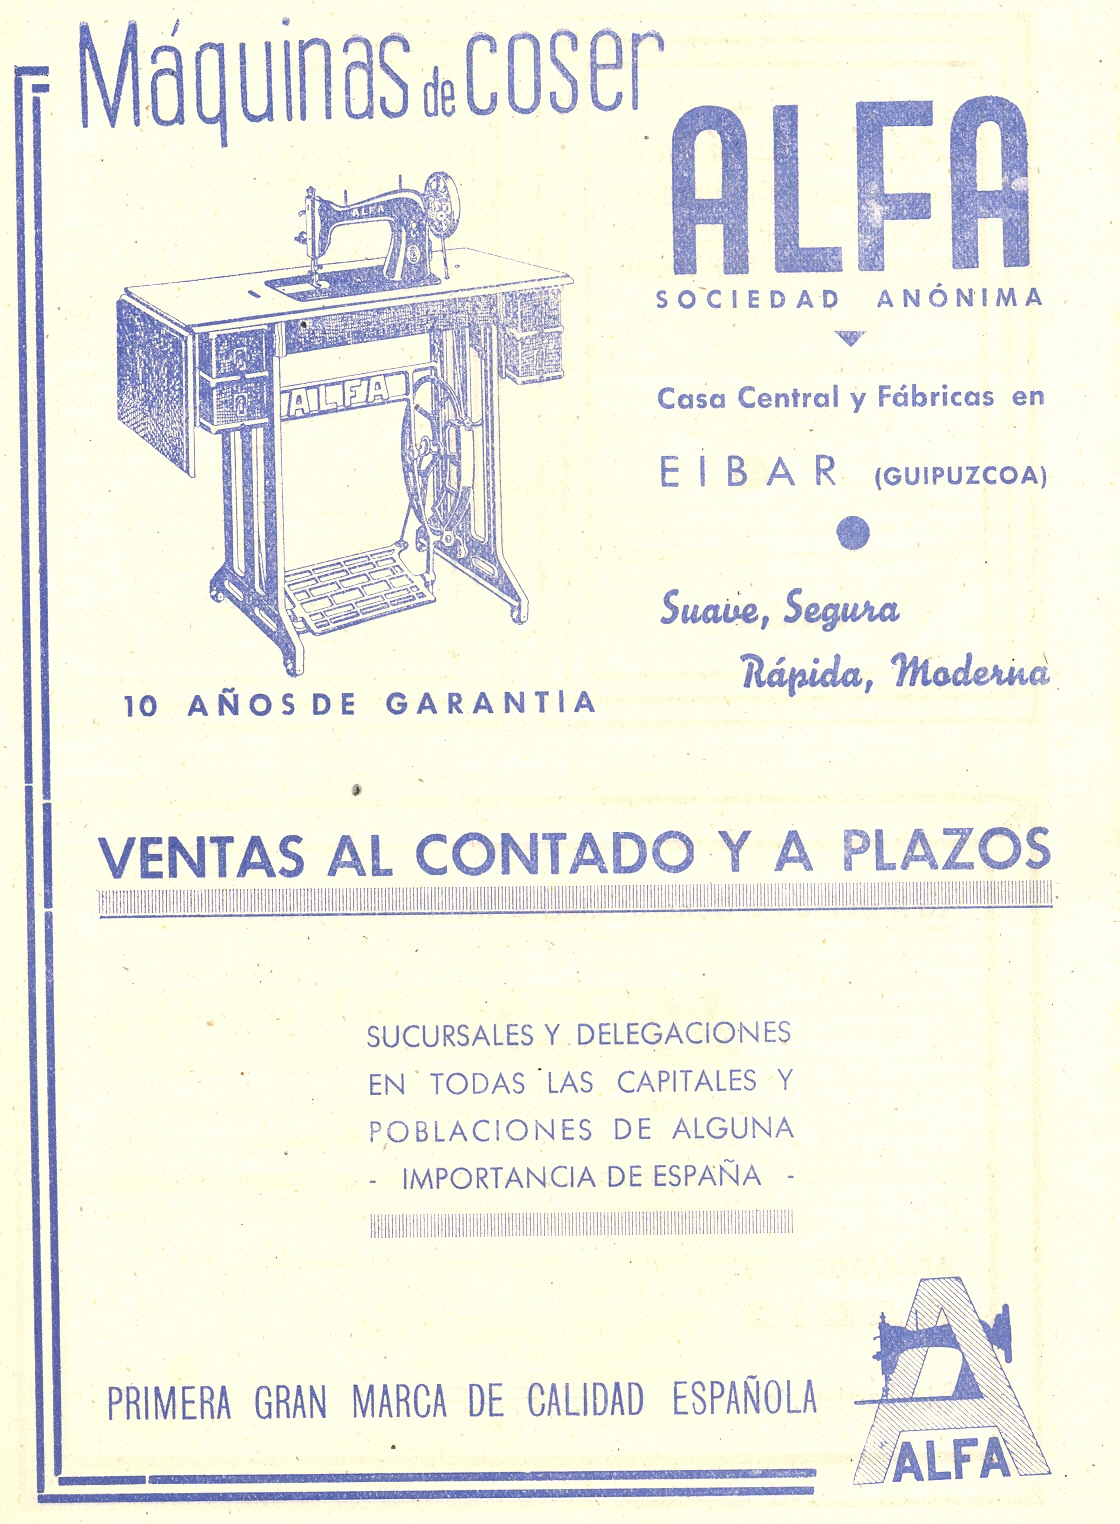 Máquinas de coser
ALFA
SOCIEDAD ANÓNIMA
ALFA
ALFA
Casa Central y Fábricas en
EIBAR (GUIPUZCOA)
Suave, Segura
Rápida, Moderna
10 AÑOS DE GARANTIA
VENTAS AL CONTADO Y A PLAZOS
SUCURSALES Y DELEGACIONES
EN TODAS LAS CAPITALES Y
POBLACIONES DE ALGUNA
- IMPORTANCIA DE ESPAÑA -
PRIMERA GRAN MARCA DE CALIDAD ESPAÑOLA
ALFA